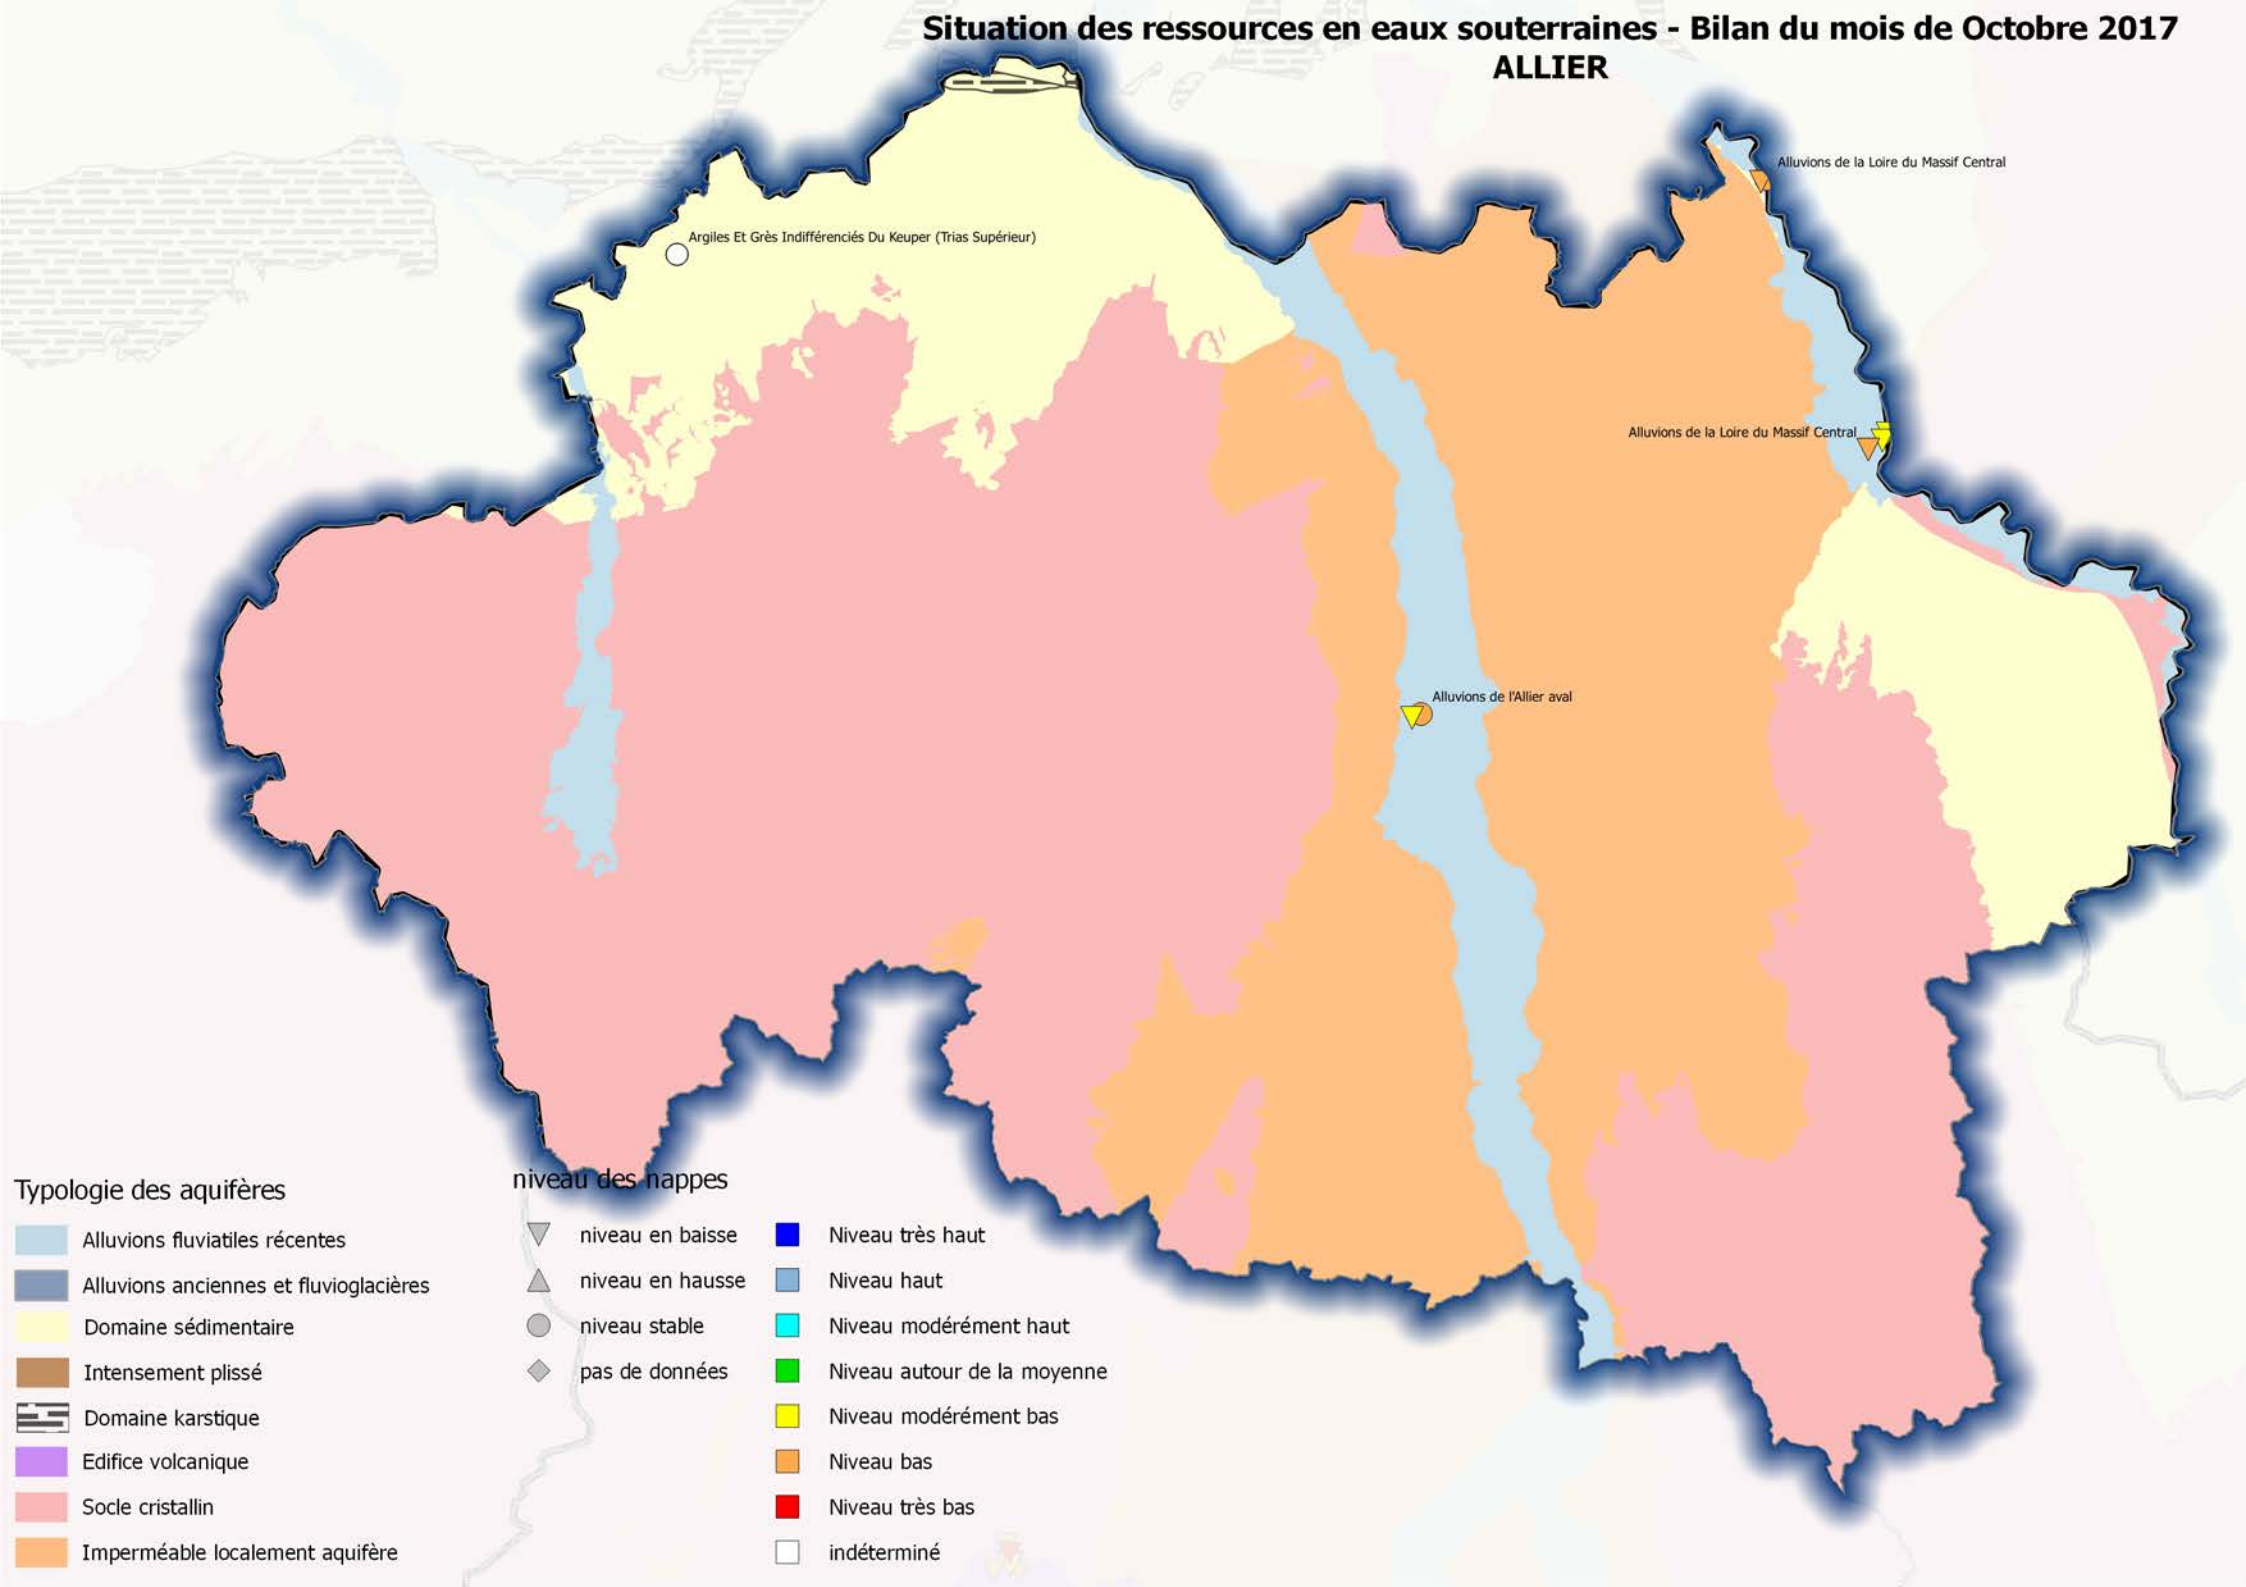 Situation des ressources en eaux souterraines - Bilan du mois de Octobre 2017
ALLIER
Alluvions de la Loire du Massif Central
Argiles Et Grès Indifférenciés Du Keuper (Trias Supérieur)
Alluvions de la Loire du Massif Central
Alluvions de l'Allier aval
Typologie des aquifères
Alluvions fluviatiles récentes
Alluvions anciennes et fluvioglacières
Domaine sédimentaire
Intensement plissé
Domaine karstique
Edifice volcanique
Socle cristallin
Imperméable localement aquifère
niveau des nappes
niveau en baisse
niveau en hausse
niveau stable
pas de données
Niveau très haut
Niveau haut
Niveau modérément haut
Niveau autour de la moyenne
Niveau modérément bas
Niveau bas
Niveau très bas
indéterminé